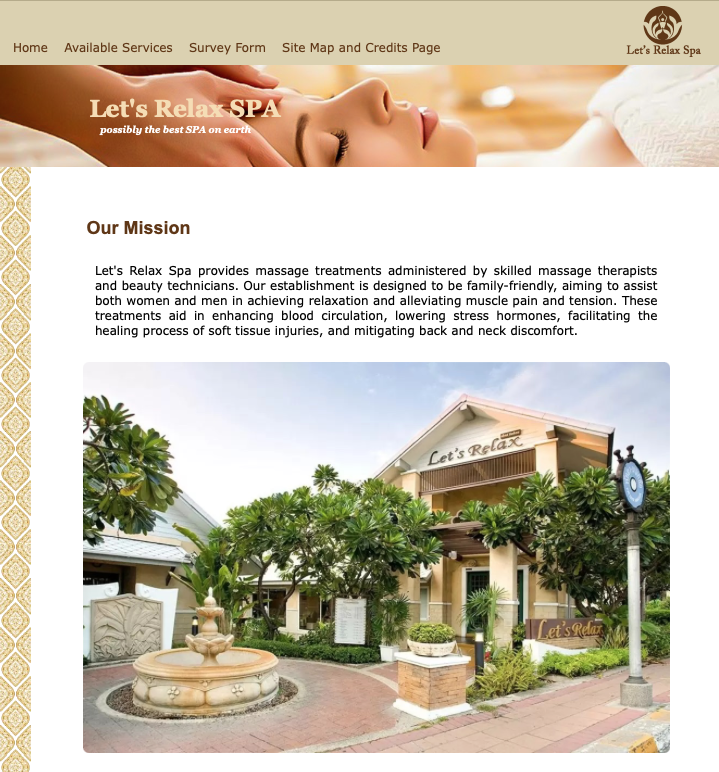 Home Available Services Survey Form Site Map and Credits Page
Let's Relax Spa
Let's Relax SPA
possibly the best SPA on earth
Our Mission
Let's Relax Spa provides massage treatments administered by skilled massage therapists
and beauty technicians. Our establishment is designed to be family-friendly, aiming to assist
both women and men in achieving relaxation and alleviating muscle pain and tension. These
treatments aid in enhancing blood circulation, lowering stress hormones, facilitating the
healing process of soft tissue injuries, and mitigating back and neck discomfort.
Let's Relax
Let's Relax